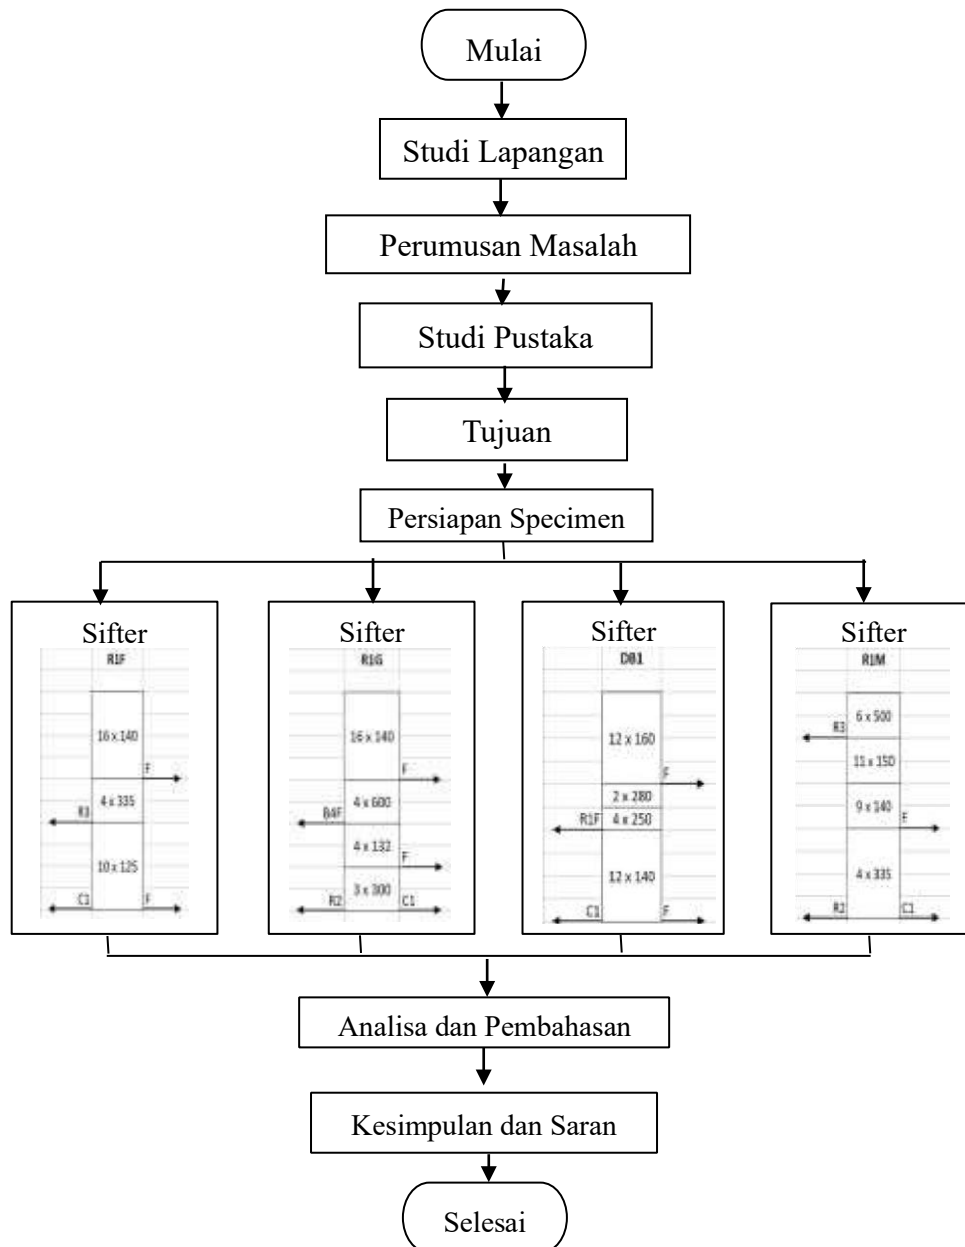 Mulai
Studi Lapangan
Perumusan Masalah
Studi Pustaka
Tujuan
Persiapan Specimen
Sifter
R1F
16 x 140
F
4 x 335
10 x 125
C1
F
Sifter
R1G
16 x 140
F
4 x 600
B4F
4 x 132
F
3 x 300
R2
C1
Sifter
DB1
12 x 160
F
2 x 280
R1F
4 x 250
12 x 140
C1
F
Sifter
R1M
6 x 500
R3
11 x 150
9 x 140
F
4 x 335
R2
C1
Analisa dan Pembahasan
Kesimpulan dan Saran
Selesai